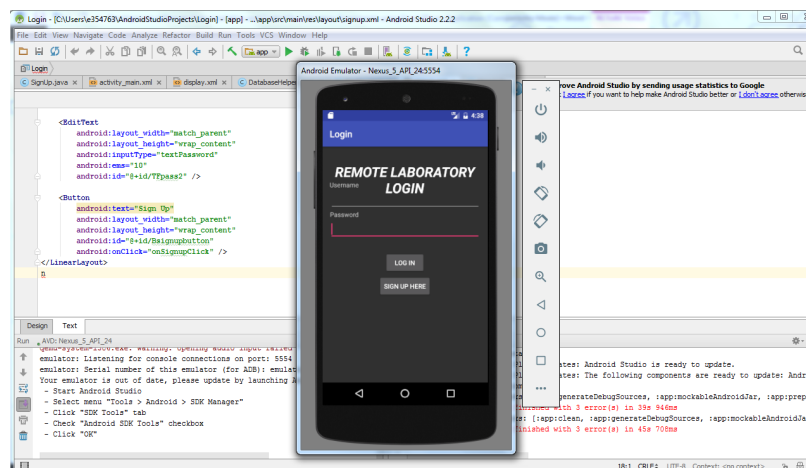 Login - [C:\Users\e354763\AndroidStudioProjects\Login] - [app] - ...\app\src\main\res\layout\signup.xml - Android Studio 2.2.2
File Edit View Navigate Code Analyze Refactor Build Run Tools VCS Window Help
app
Login
SignUp.java × activity_main.xml × display.xml × DatabaseHelpe
<EditText
android:layout_width="match_parent"
android:layout_height="wrap_content"
android:inputType="textPassword"
android:ems="10"
android:id="@+id/TFpass2" />
<Button
android:text="Sign Up"
android:layout_width="match_parent"
android:layout_height="wrap_content"
android:id="@+id/Bsignupbutton"
android:onClick="onSignupClick" />
</LinearLayout>
n
Design Text
Android Emulator - Nexus_5_API_24:5554
4:38
Login
REMOTE LABORATORY
LOGIN
Username
Password
LOG IN
SIGN UP HERE
rove Android Studio by sending usage statistics to Google
I agree if you want to help make Android Studio better or I don't agree otherwis
Run AVD: Nexus_5_API_24
emulator: Listening for console connections on port: 5554
emulator: Serial number of this emulator (for ADB): emulat
Your emulator is out of date, please update by launching A
- Start Android Studio
- Select menu "Tools > Android > SDK Manager"
- Click "SDK Tools" tab
- Check "Android SDK Tools" checkbox
- Click "OK"
ates: Android Studio is ready to update.
ates: The following components are ready to update: Andr
generateDebugSources, :app:mockableAndroidJar, :app:prep
finished with 3 error(s) in 39s 946ms
s: [:app:clean, :app:generateDebugSources, :app:mockableAndroidJa
finished with 3 error(s) in 45s 708ms
18:1 CRLF÷ UTF-8 Context: <no context>